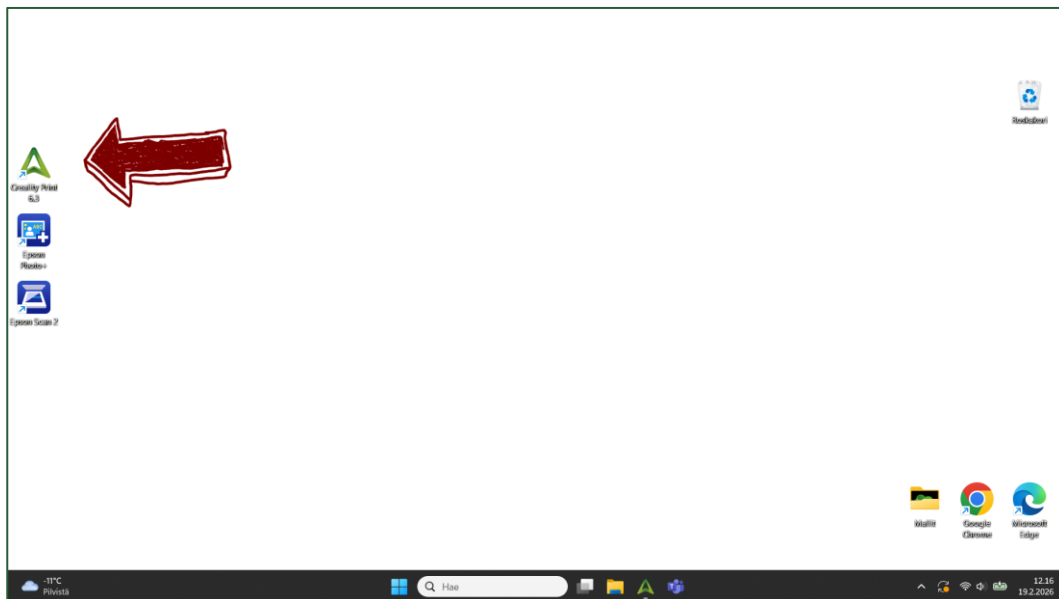 Roskakori
Creality Print
6.3
Epson
Photo+
Epson Scan 2
Mallit
Google
Chrome
Microsoft
Edge
-11°C
Pilvistä
Hae
12.16
19.2.2026